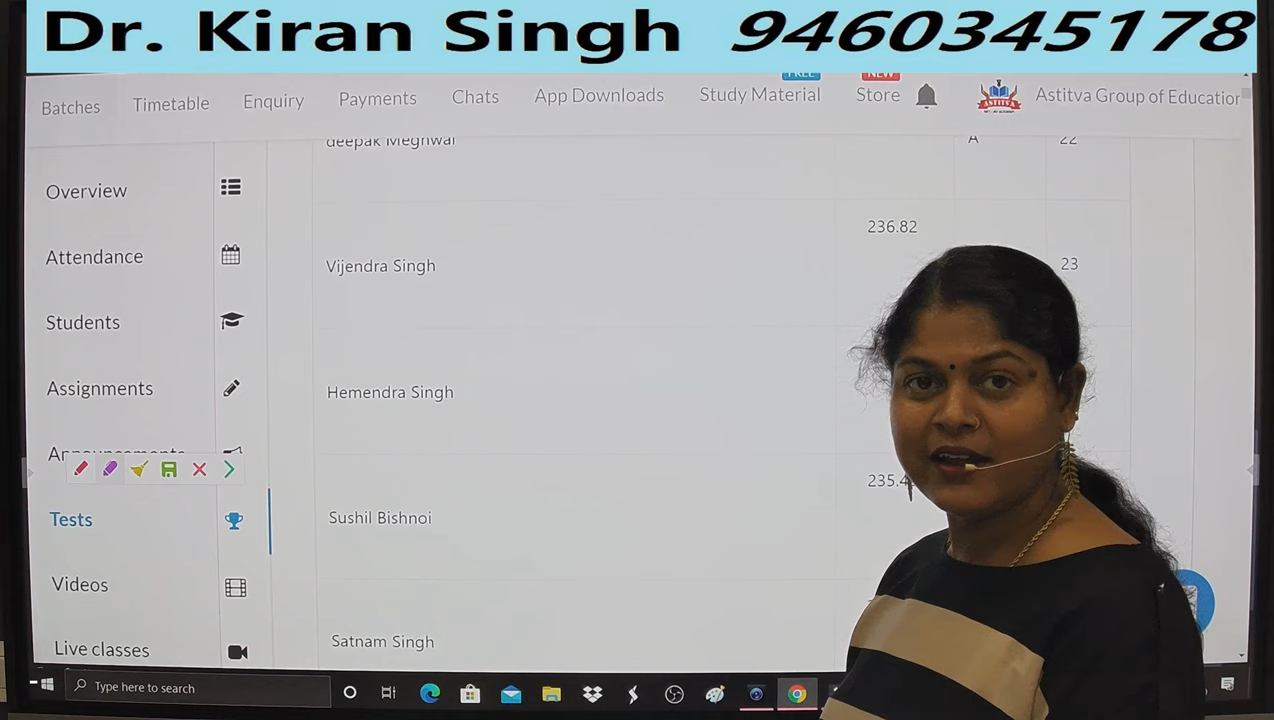 Dr. Kiran Singh 9460345178
FREE NEW
Batches Timetable Enquiry Payments Chats App Downloads Study Material Store ASTITVA Astitva Group of Education
deepak Meghwal A 22
Overview
236.82
Attendance Vijendra Singh 23
Students
Assignments Hemendra Singh
Announcements
235.4
Tests Sushil Bishnoi
Videos
Live classes Satnam Singh
Type here to search